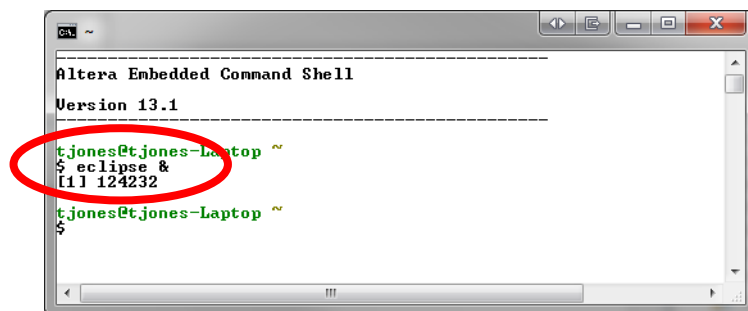 ~
Altera Embedded Command Shell
Version 13.1
tjones@tjones-Laptop ~
$ eclipse &
[1] 124232
tjones@tjones-Laptop ~
$